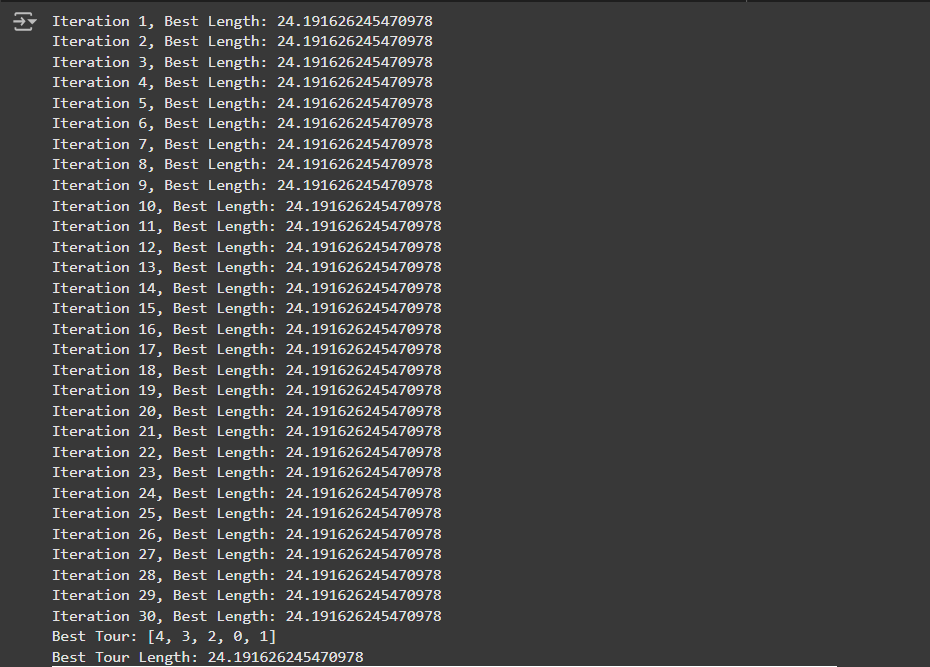 Iteration 1, Best Length: 24.191626245470978
Iteration 2, Best Length: 24.191626245470978
Iteration 3, Best Length: 24.191626245470978
Iteration 4, Best Length: 24.191626245470978
Iteration 5, Best Length: 24.191626245470978
Iteration 6, Best Length: 24.191626245470978
Iteration 7, Best Length: 24.191626245470978
Iteration 8, Best Length: 24.191626245470978
Iteration 9, Best Length: 24.191626245470978
Iteration 10, Best Length: 24.191626245470978
Iteration 11, Best Length: 24.191626245470978
Iteration 12, Best Length: 24.191626245470978
Iteration 13, Best Length: 24.191626245470978
Iteration 14, Best Length: 24.191626245470978
Iteration 15, Best Length: 24.191626245470978
Iteration 16, Best Length: 24.191626245470978
Iteration 17, Best Length: 24.191626245470978
Iteration 18, Best Length: 24.191626245470978
Iteration 19, Best Length: 24.191626245470978
Iteration 20, Best Length: 24.191626245470978
Iteration 21, Best Length: 24.191626245470978
Iteration 22, Best Length: 24.191626245470978
Iteration 23, Best Length: 24.191626245470978
Iteration 24, Best Length: 24.191626245470978
Iteration 25, Best Length: 24.191626245470978
Iteration 26, Best Length: 24.191626245470978
Iteration 27, Best Length: 24.191626245470978
Iteration 28, Best Length: 24.191626245470978
Iteration 29, Best Length: 24.191626245470978
Iteration 30, Best Length: 24.191626245470978
Best Tour: [4, 3, 2, 0, 1]
Best Tour Length: 24.191626245470978